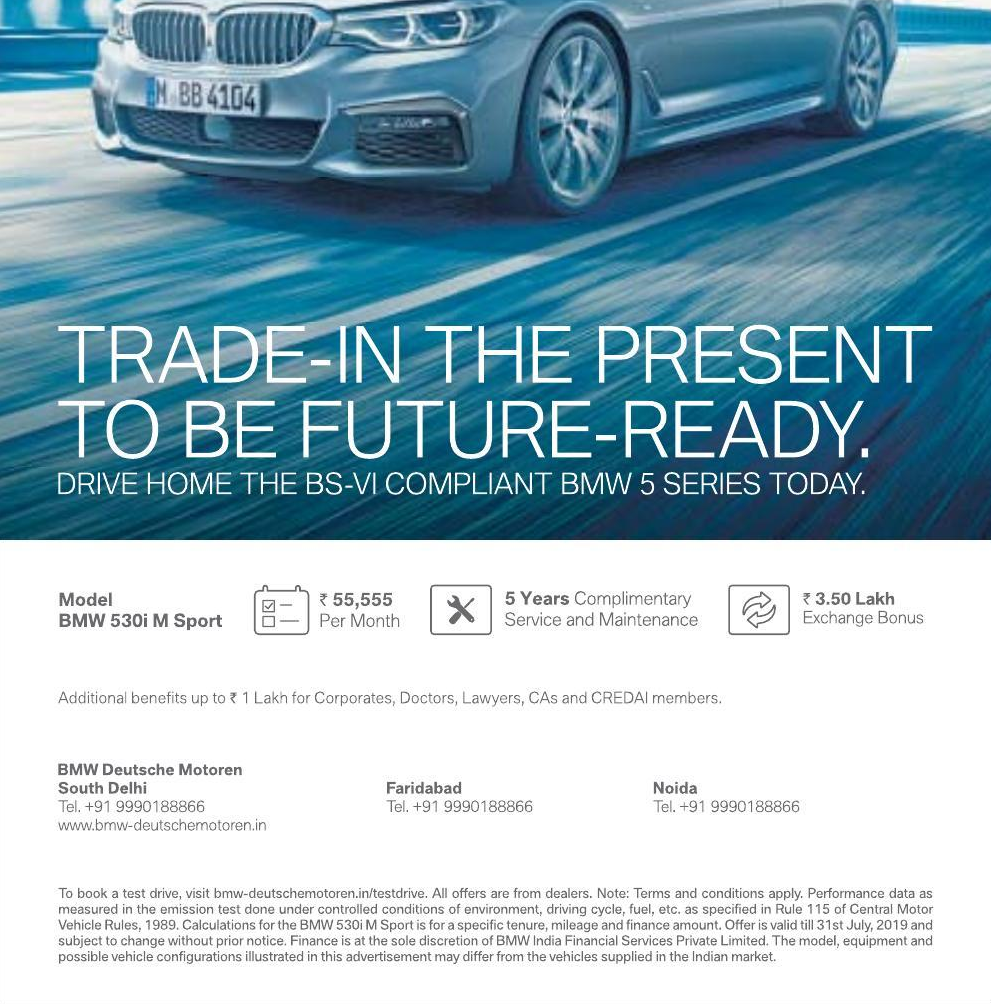 M BB 4104
TRADE-IN THE PRESENT
TO BE FUTURE-READY.
DRIVE HOME THE BS-VI COMPLIANT BMW 5 SERIES TODAY.
Model
BMW 530i M Sport
₹ 55,555
Per Month
5 Years Complimentary
Service and Maintenance
₹ 3.50 Lakh
Exchange Bonus
Additional benefits up to ₹ 1 Lakh for Corporates, Doctors, Lawyers, CAs and CREDAI members.
BMW Deutsche Motoren
South Delhi
Tel. +91 9990188866
www.bmw-deutschemotoren.in
Faridabad
Tel. +91 9990188866
Noida
Tel. +91 9990188866
To book a test drive, visit bmw-deutschemotoren.in/testdrive. All offers are from dealers. Note: Terms and conditions apply. Performance data as
measured in the emission test done under controlled conditions of environment, driving cycle, fuel, etc. as specified in Rule 115 of Central Motor
Vehicle Rules, 1989. Calculations for the BMW 530i M Sport is for a specific tenure, mileage and finance amount. Offer is valid till 31st July, 2019 and
subject to change without prior notice. Finance is at the sole discretion of BMW India Financial Services Private Limited. The model, equipment and
possible vehicle configurations illustrated in this advertisement may differ from the vehicles supplied in the Indian market.